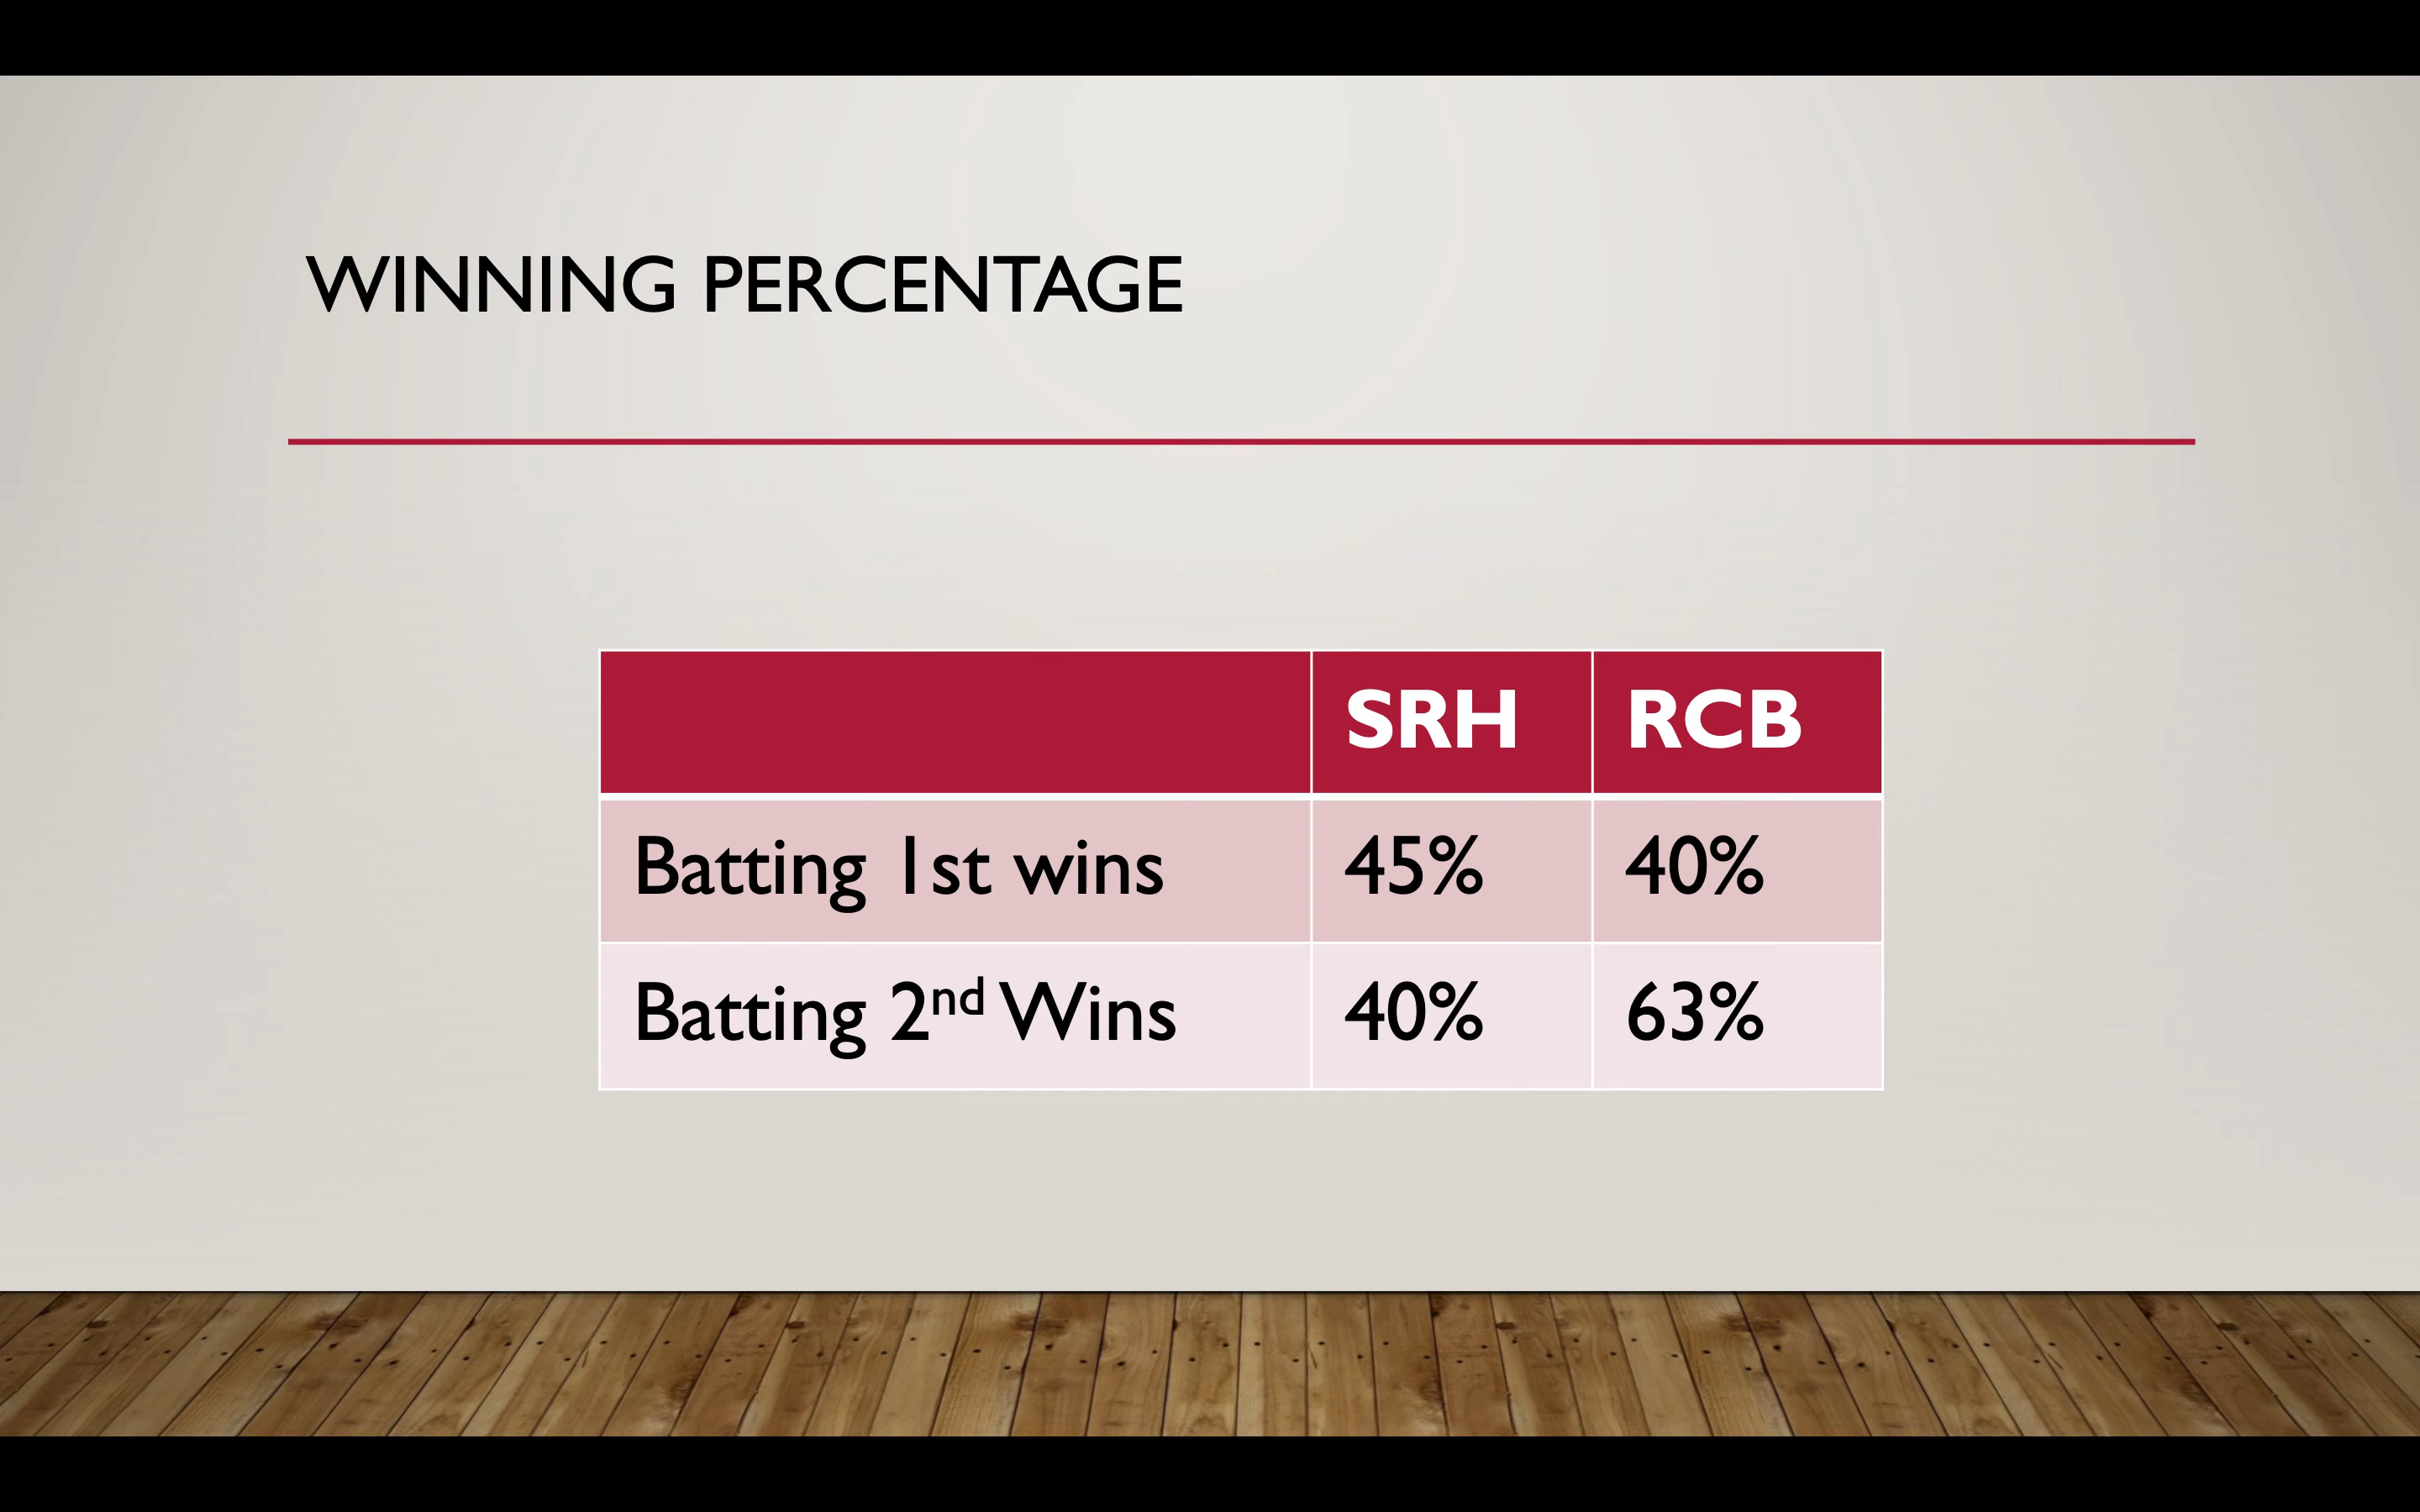 WINNING PERCENTAGE
SRH RCB
Batting 1st wins 45% 40%
Batting 2nd Wins 40% 63%